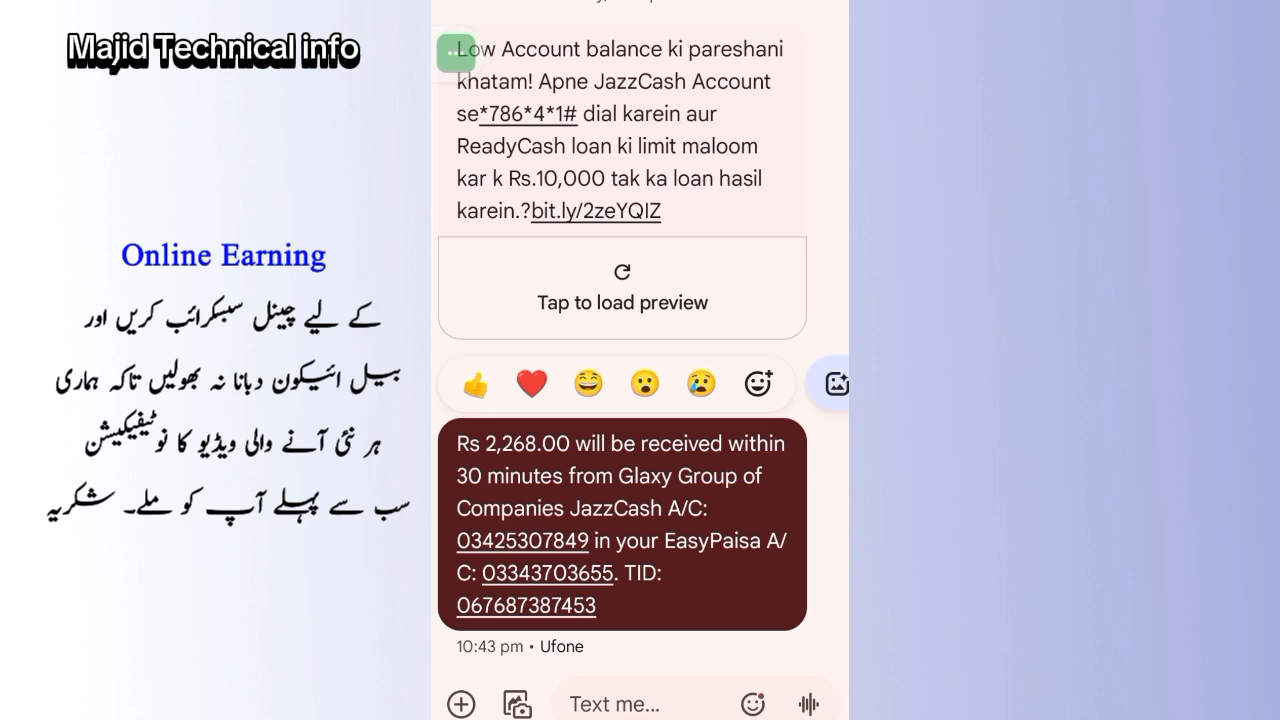 Majid Technical info
Online Earning
کے لیے چینل سبسکرائب کریں اور
بیل ائیکون دبانا نہ بھولیں تاکہ ہماری
ہر نئی آنے والی ویڈیو کا نوٹیفیکیشن
سب سے پہلے آپ کو ملے۔ شکریہ
Low Account balance ki pareshani
khatam! Apne JazzCash Account
se*786*4*1# dial karein aur
ReadyCash loan ki limit maloom
kar k Rs.10,000 tak ka loan hasil
karein.?bit.ly/2zeYQIZ
Tap to load preview
Rs 2,268.00 will be received within
30 minutes from Glaxy Group of
Companies JazzCash A/C:
03425307849 in your EasyPaisa A/
C: 03343703655. TID:
067687387453
10:43 pm • Ufone
Text me...